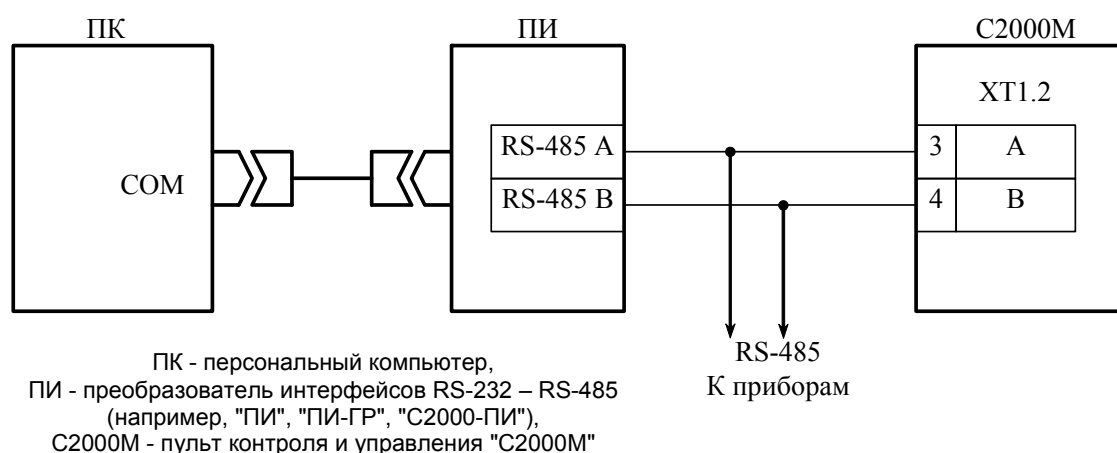 ПК
ПИ
С2000М
ХТ1.2
RS-485 A
3
A
COM
RS-485 B
4
B
RS-485
К приборам
ПК - персональный компьютер,
ПИ - преобразователь интерфейсов RS-232 – RS-485
(например, "ПИ", "ПИ-ГР", "С2000-ПИ"),
С2000М - пульт контроля и управления "С2000М"